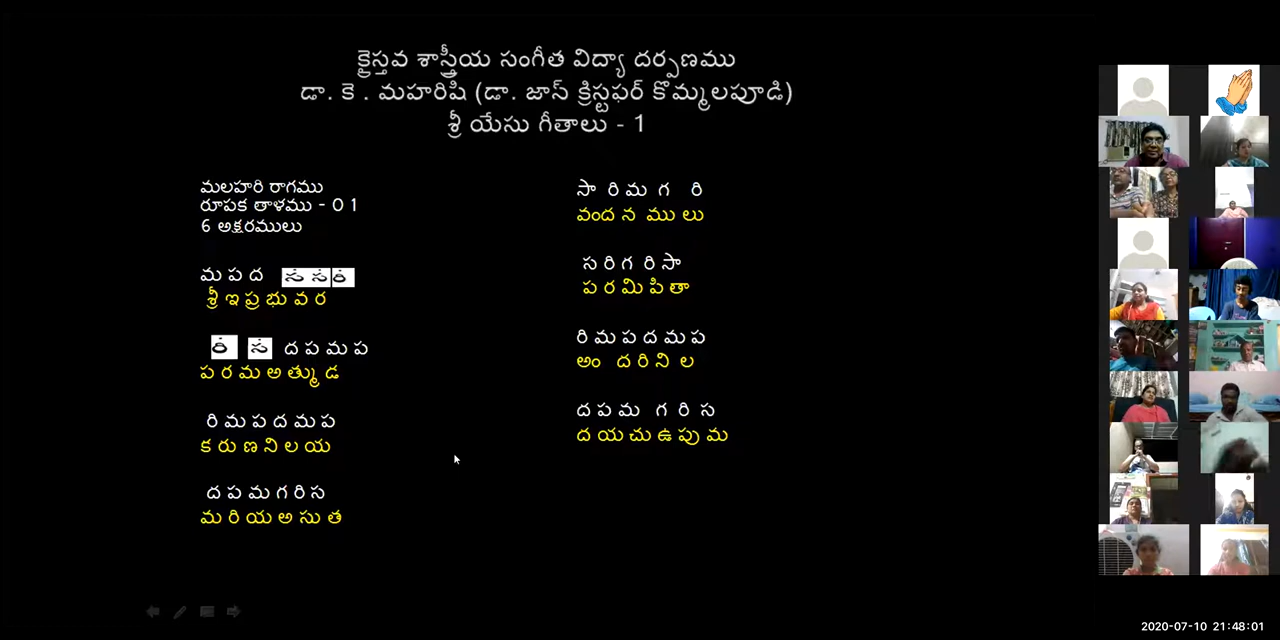 క్రైస్తవ శాస్త్రీయ సంగీత విద్యా దర్పణము
డా. కె . మహరిషి (డా. జాస్ క్రిస్టఫర్ కొమ్మలపూడి)
శ్రీ యేసు గీతాలు - 1
మలహరి రాగము
రూపక తాళము - 0 1
6 అక్షరములు
మ ప ద స స రి
శ్రీ ఇ ప్ర భు వ ర
రి స ద ప మ ప
ప ర మ అ త్ము డ
రి మ ప ద మ ప
క రు ణ ని ల య
ద ప మ గ రి స
మ రి య అ సు త
సా రి మ గ రి
వంద న ము లు
స రి గ రి సా
ప ర మి పి తా
రి మ ప ద మ ప
అం ద రి ని ల
ద ప మ గ రి స
ద య చు ఉ పు మ
2020-07-10 21:48:01